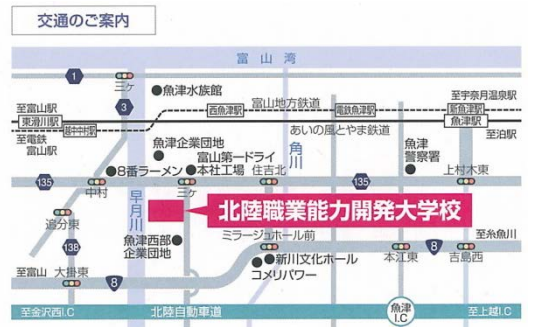 交通のご案内
富山湾
1
三ケ
魚津水族館
3
至富山駅
東滑川駅
至電鉄
富山駅
越中中村駅
西魚津駅
富山地方鉄道
電鉄魚津駅
新魚津駅
至宇奈月温泉駅
魚津駅
あいの風とやま鉄道
至泊駅
魚津企業団地
富山第一ドライ
本社工場
角川
魚津
警察署
8番ラーメン
三ケ
住吉北
上村木東
135
中村
135
早月川
北陸職業能力開発大学校
追分東
138
魚津西部
企業団地
ミラージュホール前
新川文化ホール
コメリパワー
8
至糸魚川
本江東
吉島西
至富山
大掛東
8
至金沢西I.C
北陸自動車道
魚津
I.C
至上越I.C